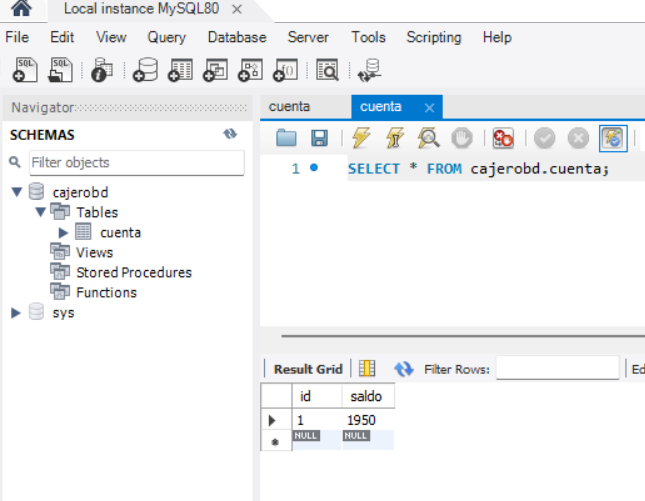 Local instance MySQL80 ×
File Edit View Query Database Server Tools Scripting Help
SQL SQL
Navigator
SCHEMAS
Filter objects
cajerobd
Tables
cuenta
Views
Stored Procedures
Functions
sys
cuenta cuenta ×
1 SELECT * FROM cajerobd.cuenta;
Result Grid Filter Rows: Ed
id saldo
1 1950
NULL NULL